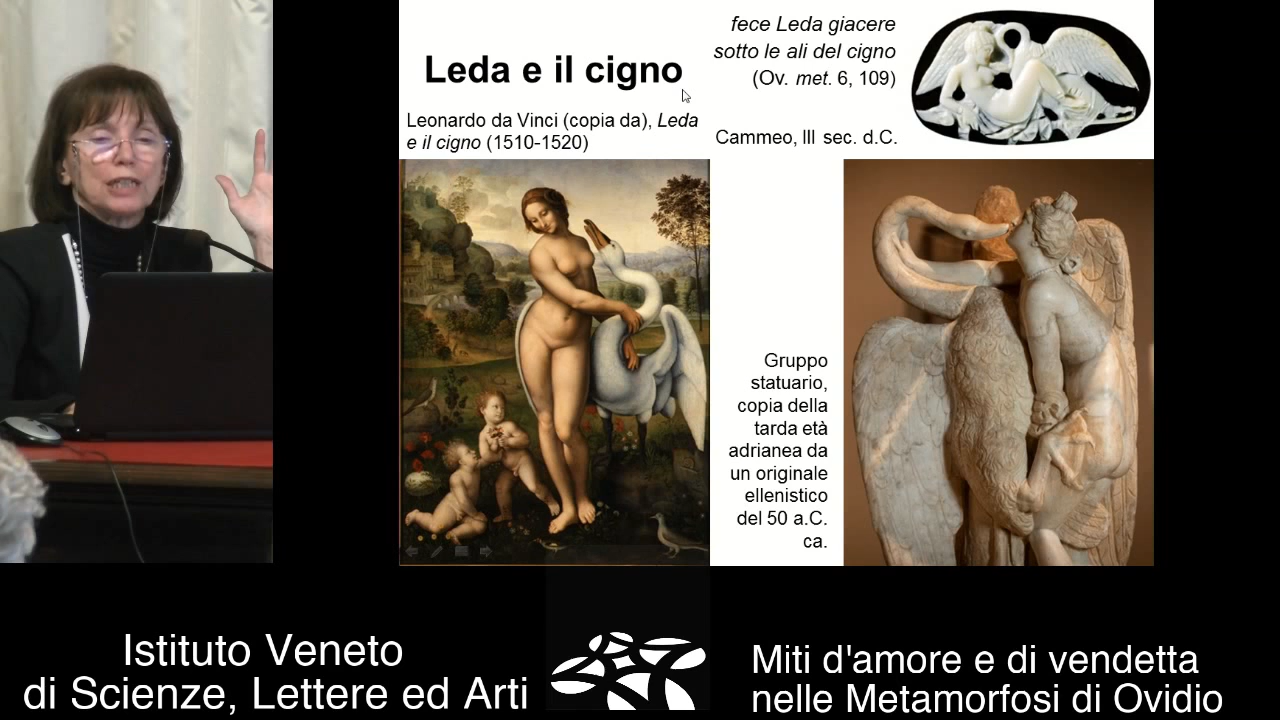 Leda e il cigno
Leonardo da Vinci (copia da), Leda
e il cigno (1510-1520)
fece Leda giacere
sotto le ali del cigno
(Ov. met. 6, 109)
Cammeo, III sec. d.C.
Gruppo
statuario,
copia della
tarda età
adrianea da
un originale
ellenistico
del 50 a.C.
ca.
Istituto Veneto
di Scienze, Lettere ed Arti
Miti d'amore e di vendetta
nelle Metamorfosi di Ovidio